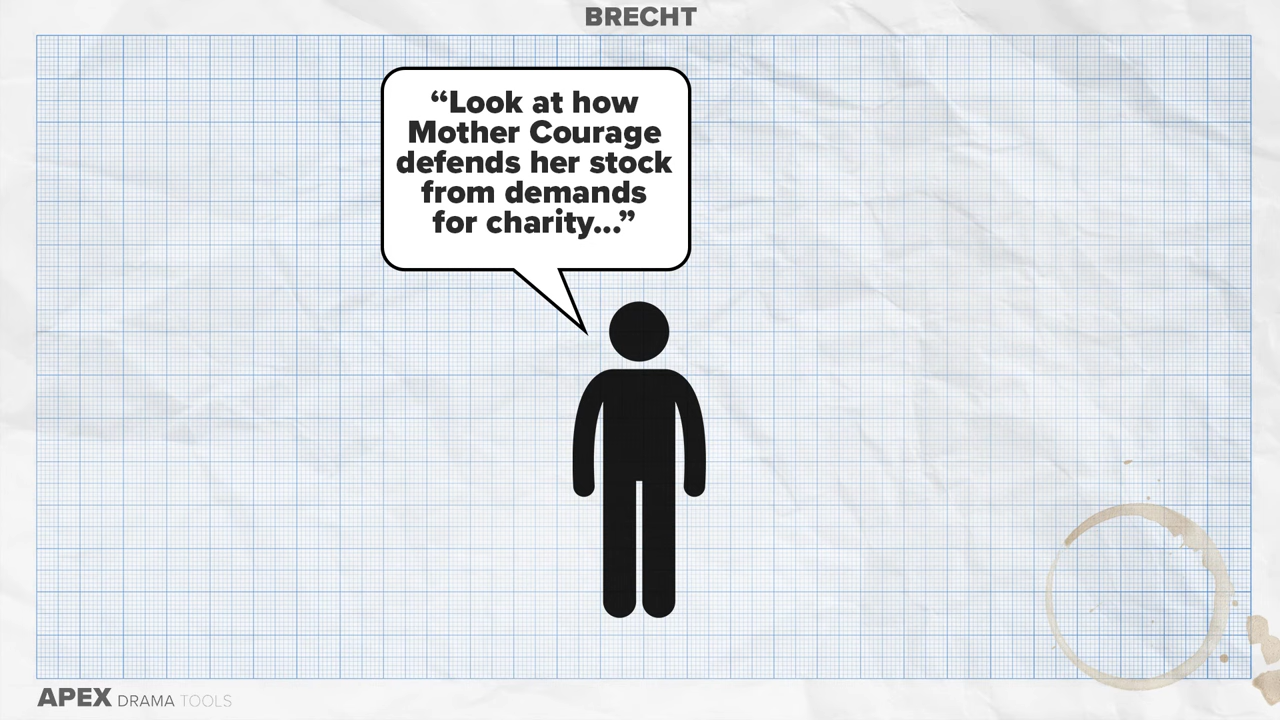 BRECHT
“Look at how
Mother Courage
defends her stock
from demands
for charity...”
APEX DRAMA TOOLS